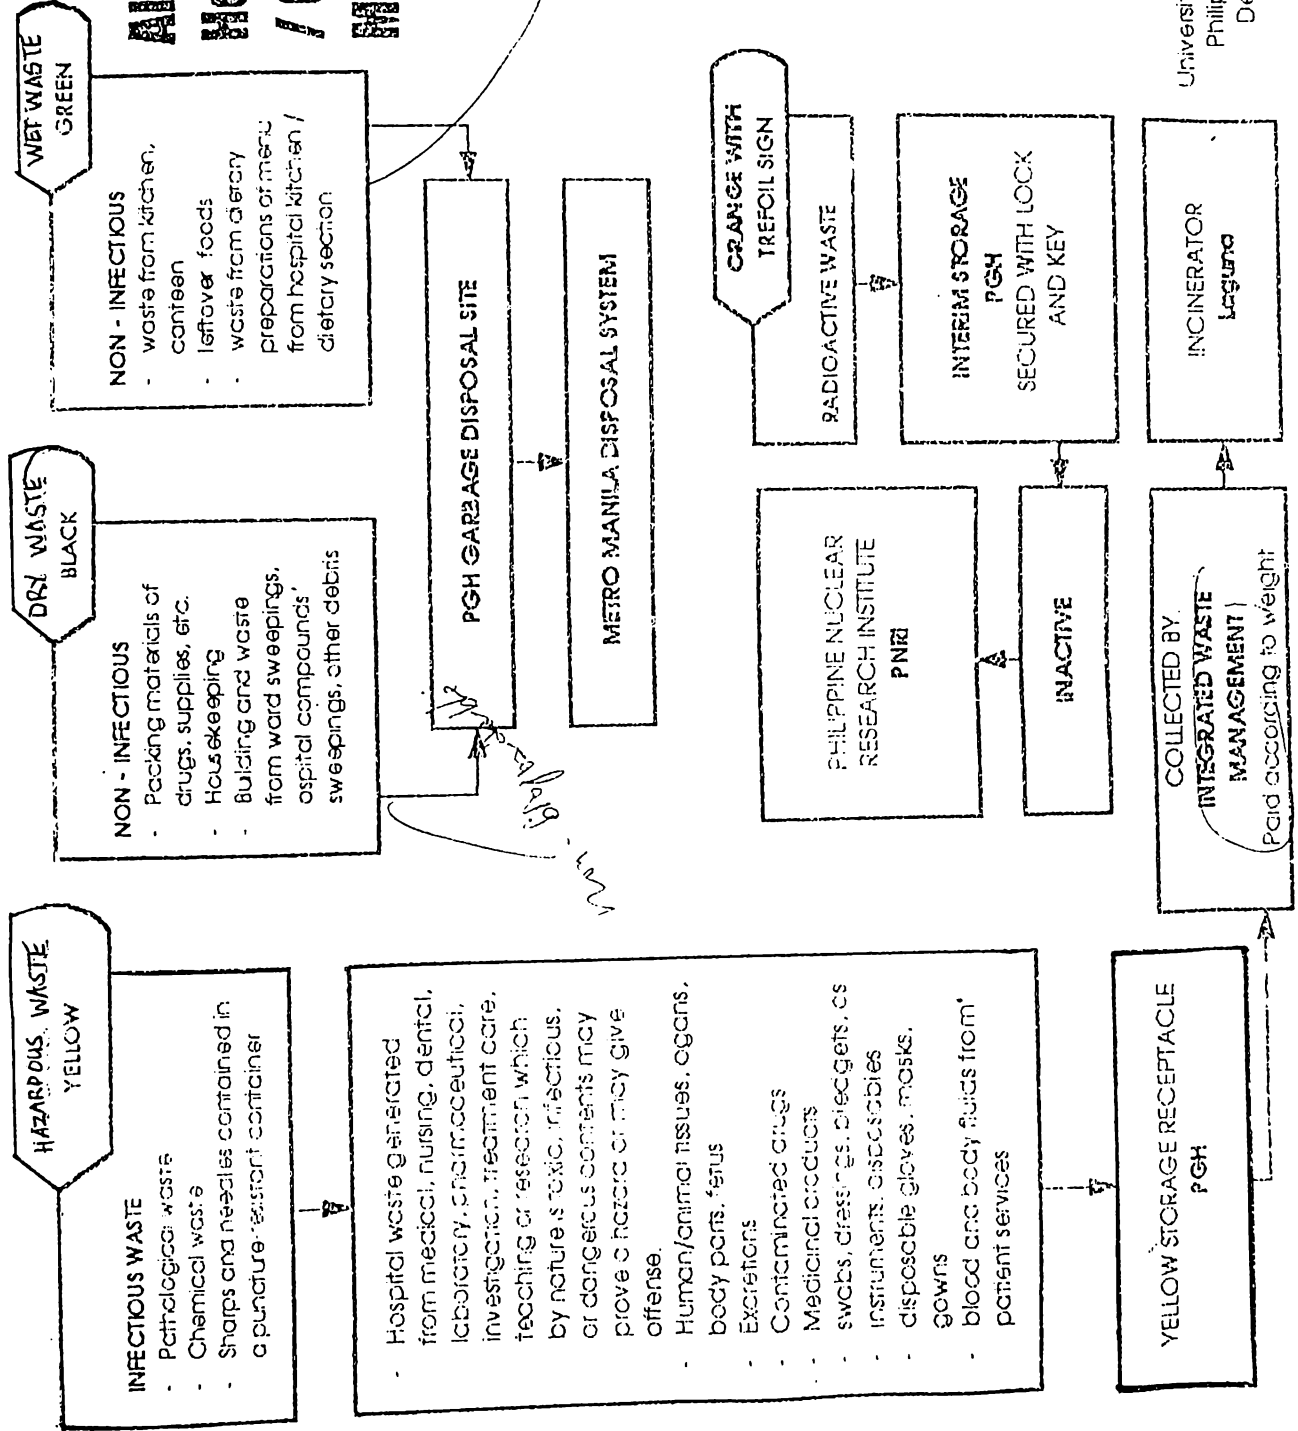 HAZARDOUS WASTE
YELLOW
INFECTIOUS WASTE
- Pathological waste
- Chemical waste
- Sharps and needles contained in
a puncture-resistant container
- Hospital waste generated
from medical, nursing, dental,
laboratory, pharmaceutical,
investigation, treatment care,
teaching or research which
by nature is toxic, infectious,
or dangerous contents may
prove a hazard or may give
offense.
- Human/animal tissues, ogans,
body parts, fetus
- Excretions
- Contaminated drugs
- Medicinal products
- swabs, dressings, pledgets, os
- instruments, disposables
- disposable gloves, masks,
gowns
- blood and body fluids from
patient services
YELLOW STORAGE RECEPTACLE
PGH
DRY WASTE
BLACK
NON - INFECTIOUS
- Packing materials of
drugs, supplies, etc.
- Housekeeping
- Bulding and waste
from ward sweepings,
ospital compounds'
sweepings, other debris
WET WASTE
GREEN
NON - INFECTIOUS
- waste from kitchen,
canteen
- leftover foods
- waste from dietary
preparations of menu
from hospital kitchen /
dietary section
PGH GARBAGE DISPOSAL SITE
METRO MANILA DISPOSAL SYSTEM
ORANGE WITH
TREFOIL SIGN
RADIOACTIVE WASTE
INTERIM STORAGE
PGH
SECURED WITH LOCK
AND KEY
INACTIVE
PHILIPPINE NUCLEAR
RESEARCH INSTITUTE
PNRI
COLLECTED BY
INTEGRATED WASTE
MANAGEMENT
Paid according to weight
INCINERATOR
Laguna
Universit
Philip
De